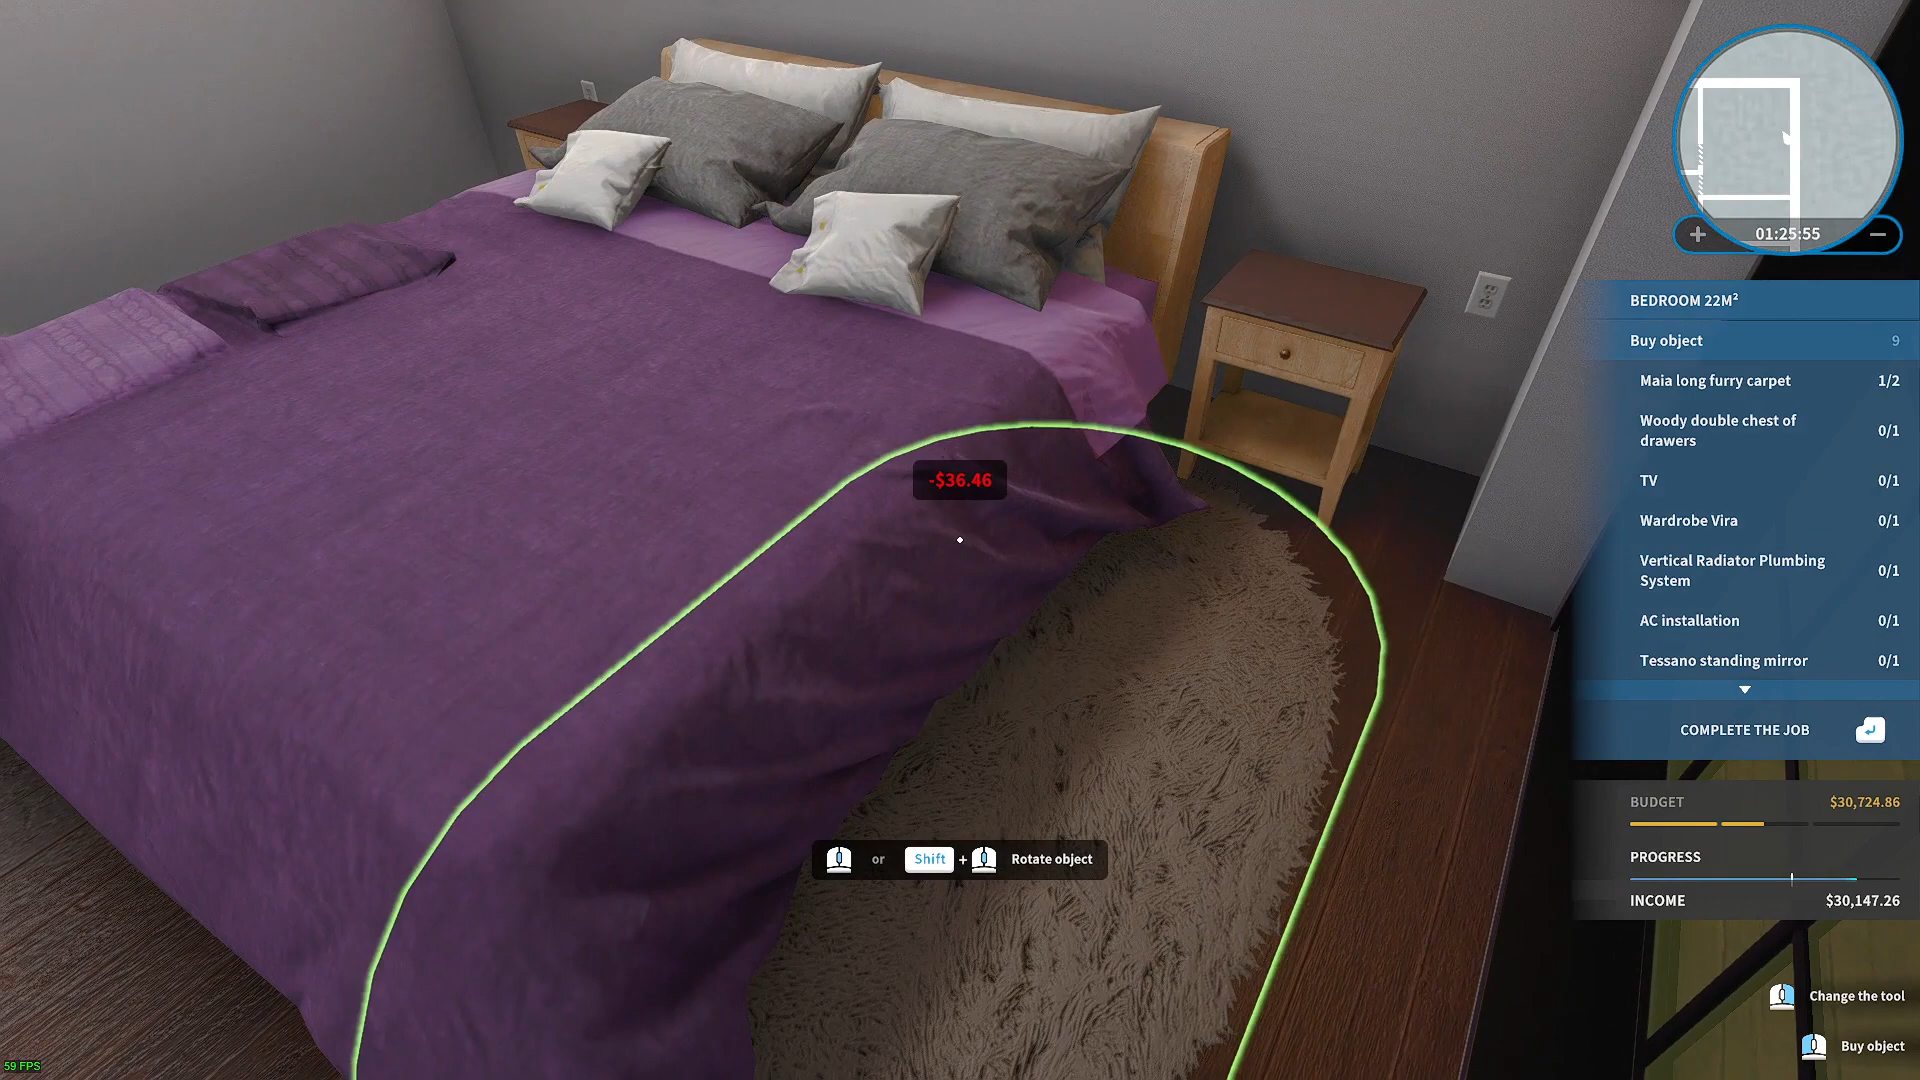 01:25:55
BEDROOM 22M²
Buy object 9
Maia long furry carpet 1/2
Woody double chest of
drawers 0/1
TV 0/1
Wardrobe Vira 0/1
Vertical Radiator Plumbing
System 0/1
AC installation 0/1
Tessano standing mirror 0/1
COMPLETE THE JOB
-$36.46
or Shift + Rotate object
BUDGET $30,724.86
PROGRESS
INCOME $30,147.26
Change the tool
Buy object
59 FPS